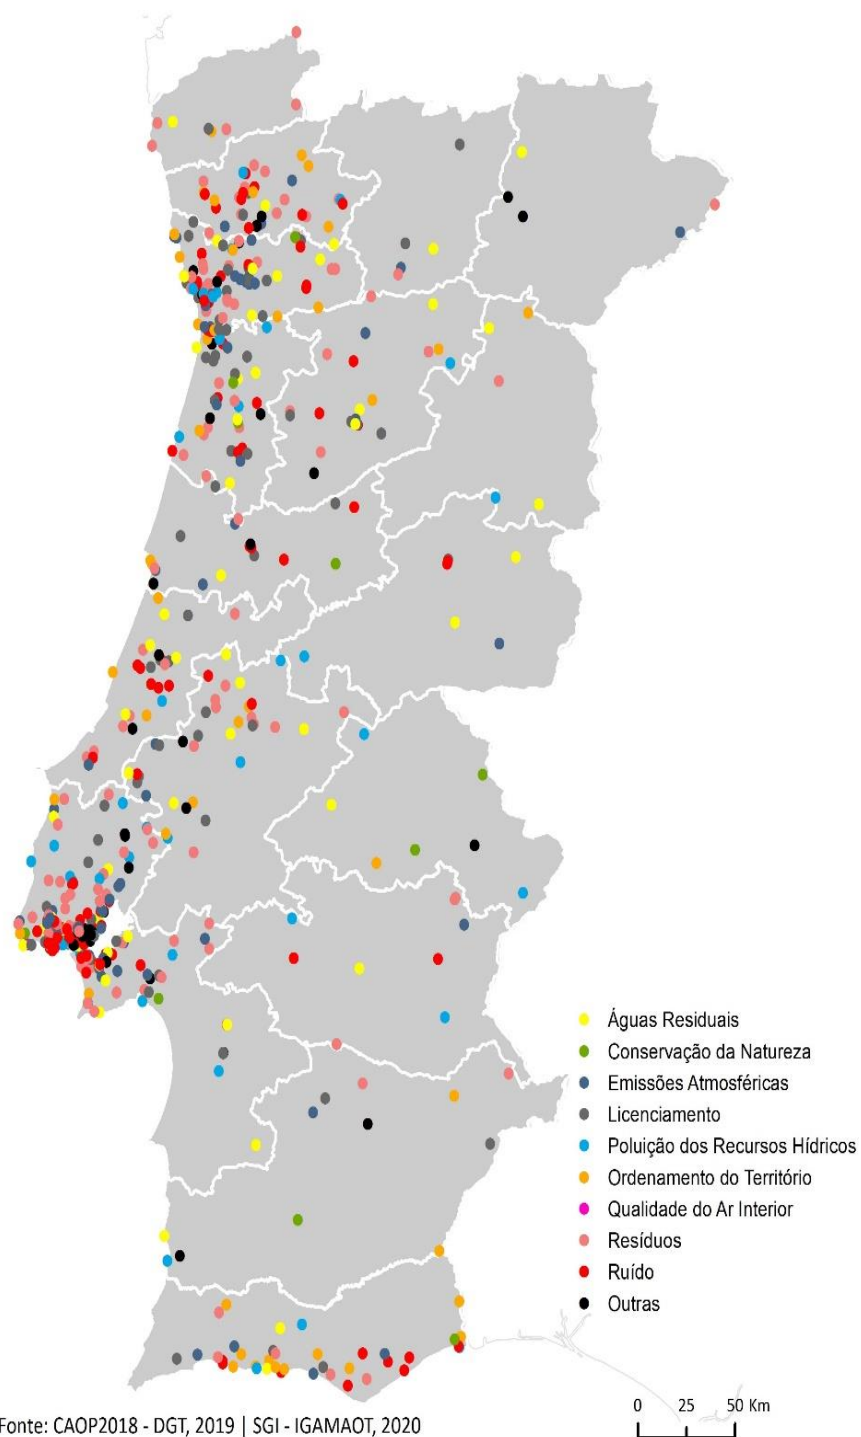 Águas Residuais
Conservação da Natureza
Emissões Atmosféricas
Licenciamento
Poluição dos Recursos Hídricos
Ordenamento do Território
Qualidade do Ar Interior
Resíduos
Ruído
Outras
0 25 50 Km
Fonte: CAOP2018 - DGT, 2019 | SGI - IGAMAOT, 2020